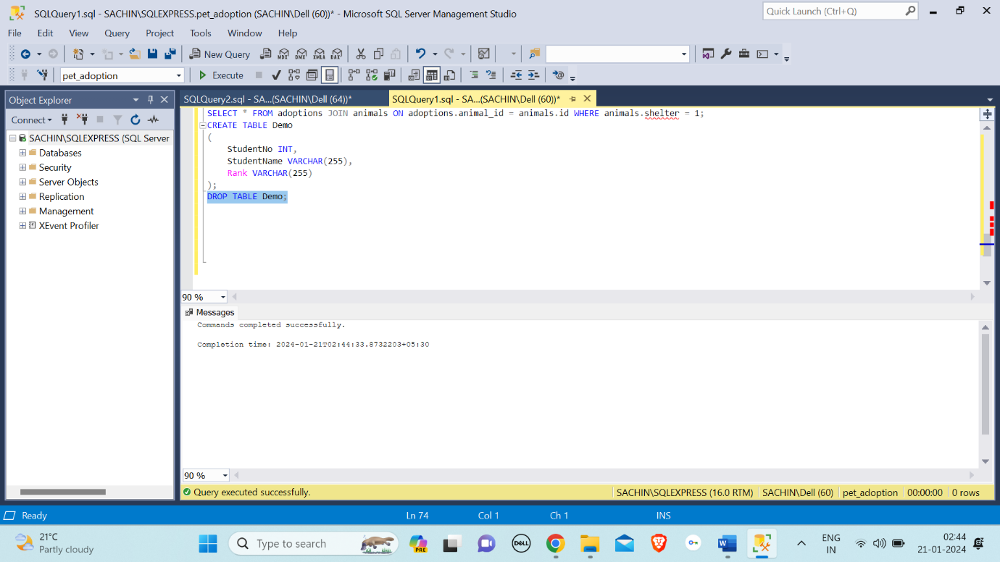 SQLQuery1.sql - SACHIN\SQLEXPRESS.pet_adoption (SACHIN\Dell (60))* - Microsoft SQL Server Management Studio
Quick Launch (Ctrl+Q)
File Edit View Query Project Tools Window Help
New Query
MDX DMX XMLA DAX
pet_adoption
Execute
Object Explorer
SQLQuery2.sql - SA...(SACHIN\Dell (64))*
SQLQuery1.sql - SA...(SACHIN\Dell (60))*
Connect
SACHIN\SQLEXPRESS (SQL Server
Databases
Security
Server Objects
Replication
Management
XEvent Profiler
SELECT * FROM adoptions JOIN animals ON adoptions.animal_id = animals.id WHERE animals.shelter = 1;
CREATE TABLE Demo
(
StudentNo INT,
StudentName VARCHAR(255),
Rank VARCHAR(255)
);
DROP TABLE Demo;
90 %
Messages
Commands completed successfully.
Completion time: 2024-01-21T02:44:33.8732203+05:30
90 %
Query executed successfully.
SACHIN\SQLEXPRESS (16.0 RTM) SACHIN\Dell (60) pet_adoption 00:00:00 0 rows
Ready Ln 74 Col 1 Ch 1 INS
21°C
Partly cloudy
Type to search
PRE
DELL
ENG
IN
02:44
21-01-2024